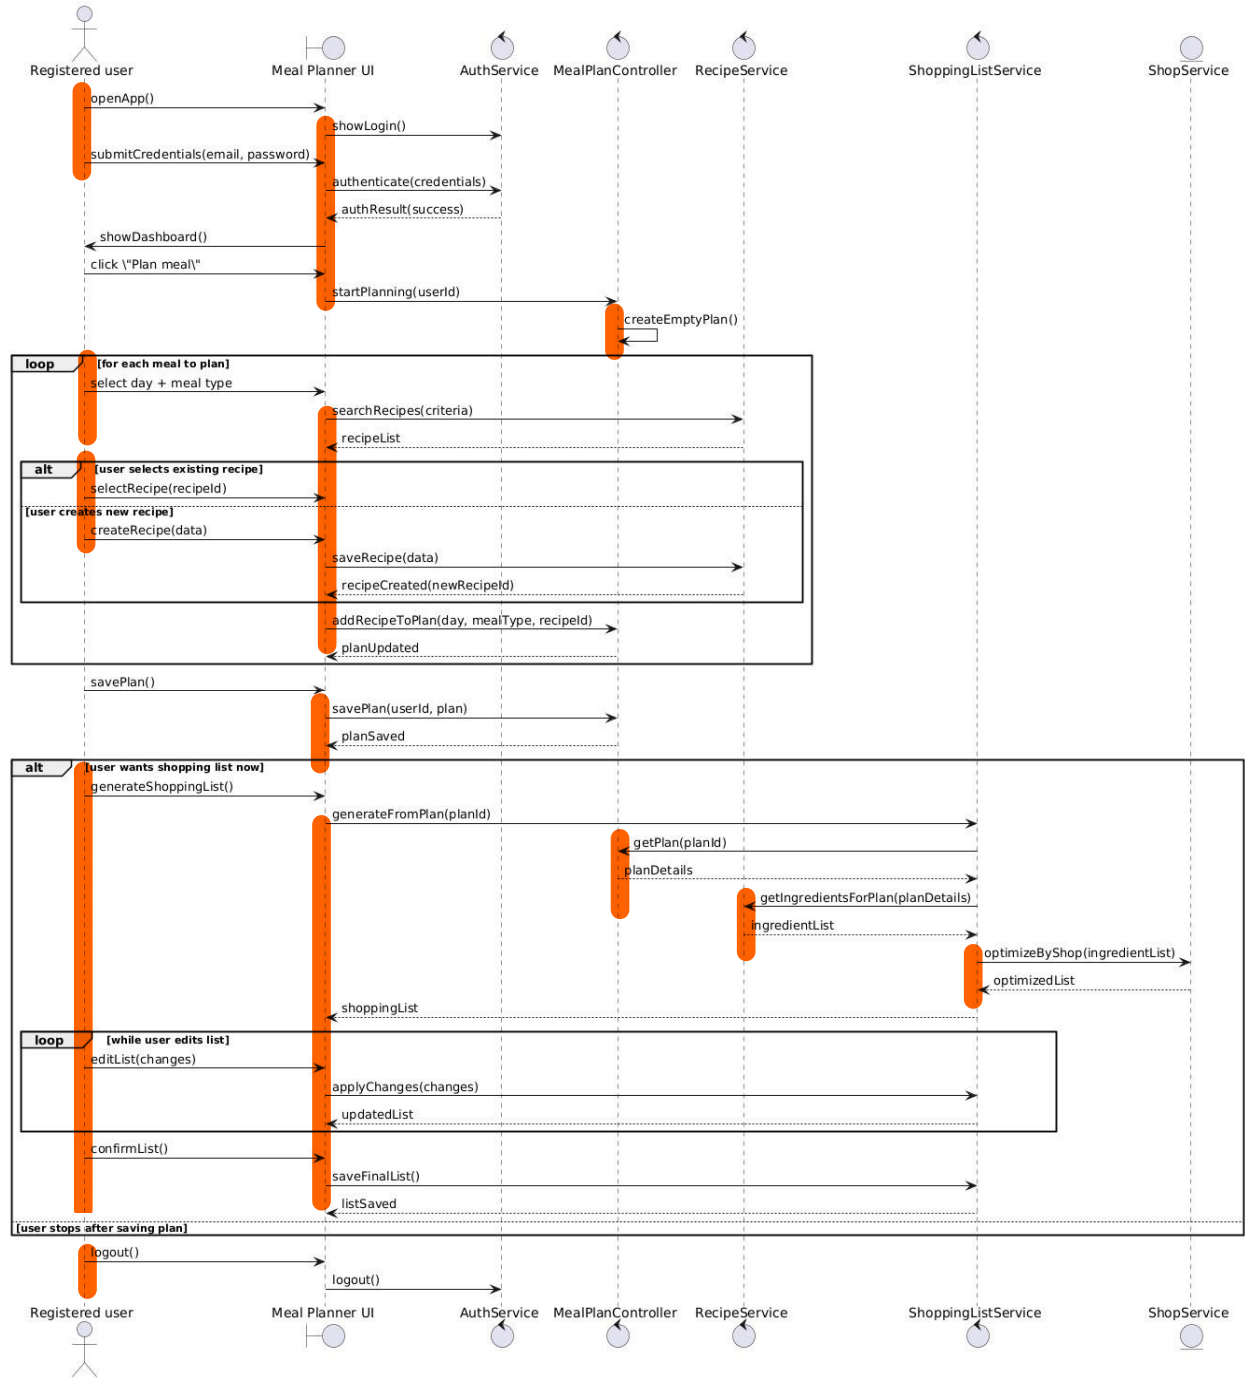 Registered user
Meal Planner UI
AuthService
MealPlanController
RecipeService
ShoppingListService
ShopService
openApp()
showLogin()
submitCredentials(email, password)
authenticate(credentials)
authResult(success)
showDashboard()
click \"Plan meal\"
startPlanning(userId)
createEmptyPlan()
loop [for each meal to plan]
select day + meal type
searchRecipes(criteria)
recipeList
alt [user selects existing recipe]
selectRecipe(recipeId)
[user creates new recipe]
createRecipe(data)
saveRecipe(data)
recipeCreated(newRecipeId)
addRecipeToPlan(day, mealType, recipeId)
planUpdated
savePlan()
savePlan(userId, plan)
planSaved
alt [user wants shopping list now]
generateShoppingList()
generateFromPlan(planId)
getPlan(planId)
planDetails
getIngredientsForPlan(planDetails)
ingredientList
optimizeByShop(ingredientList)
optimizedList
shoppingList
loop [while user edits list]
editList(changes)
applyChanges(changes)
updatedList
confirmList()
saveFinalList()
listSaved
[user stops after saving plan]
logout()
logout()
Registered user
Meal Planner UI
AuthService
MealPlanController
RecipeService
ShoppingListService
ShopService